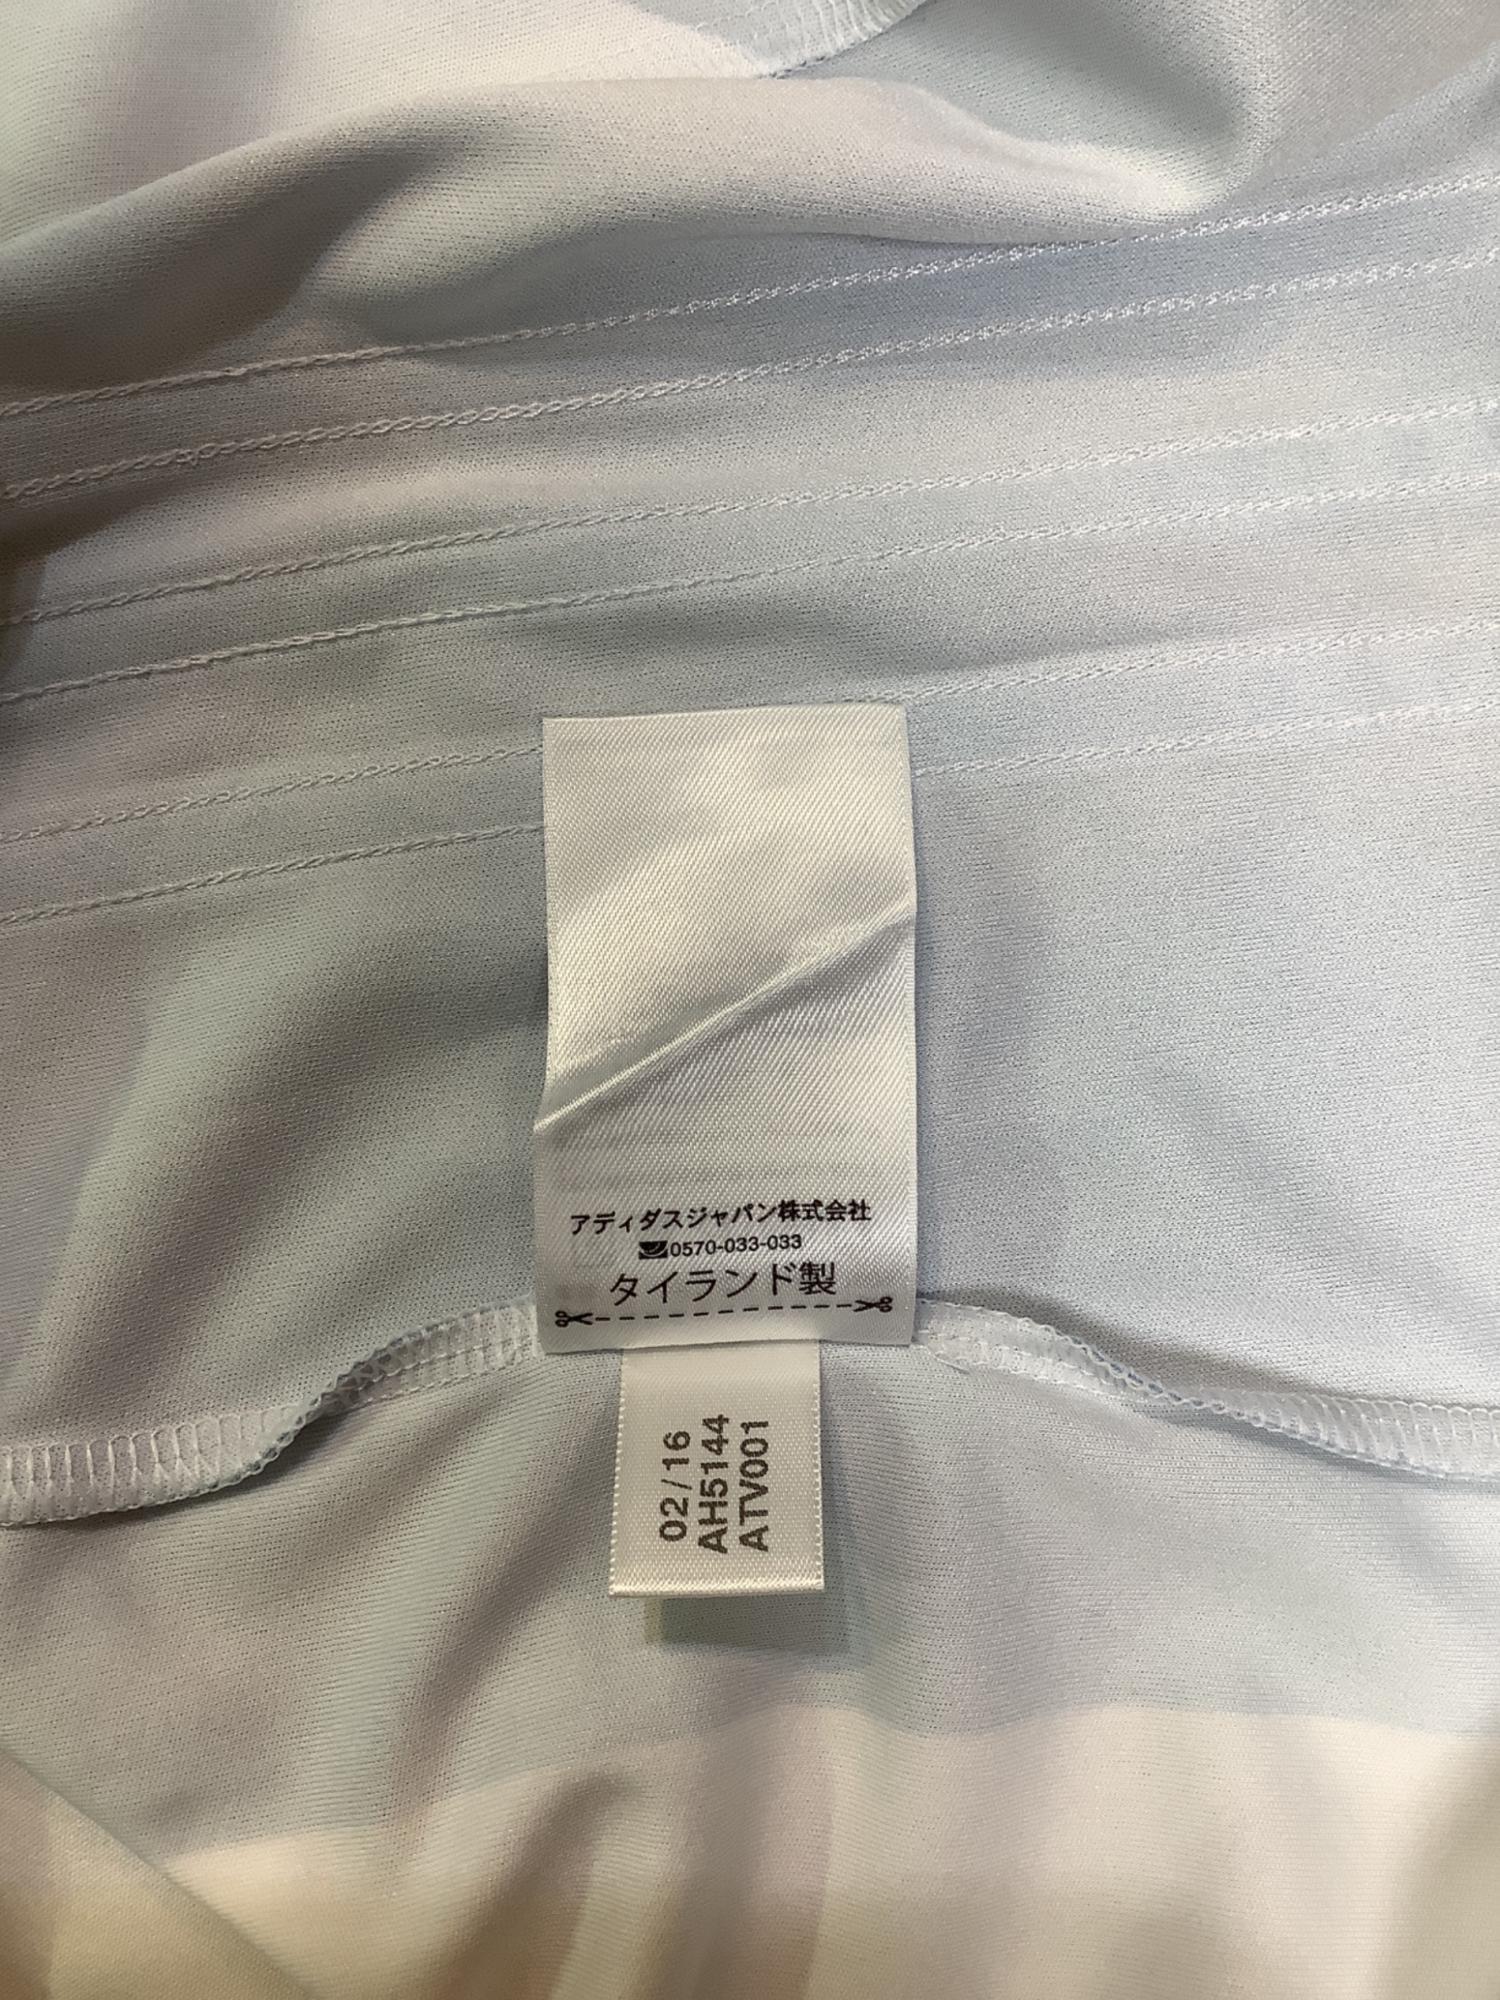 アディダスジャパン株式会社
0570-033-033
タイランド製
02/16
AH5144
ATV001